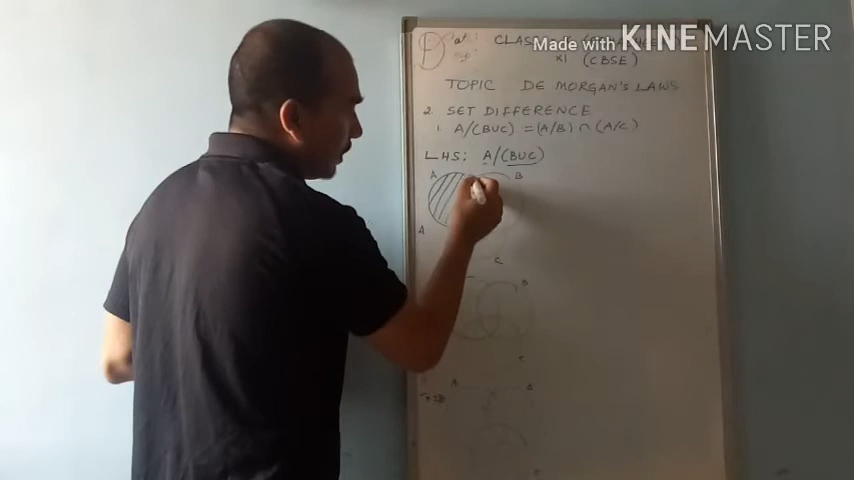 Made with KINEMASTER
CLASS
XI (CBSE)
TOPIC DE MORGAN'S LAWS
2. SET DIFFERENCE
1. A/(BUC) = (A/B) ∩ (A/C)
LHS: A/(BUC)
A B
A
C
B
C
A B